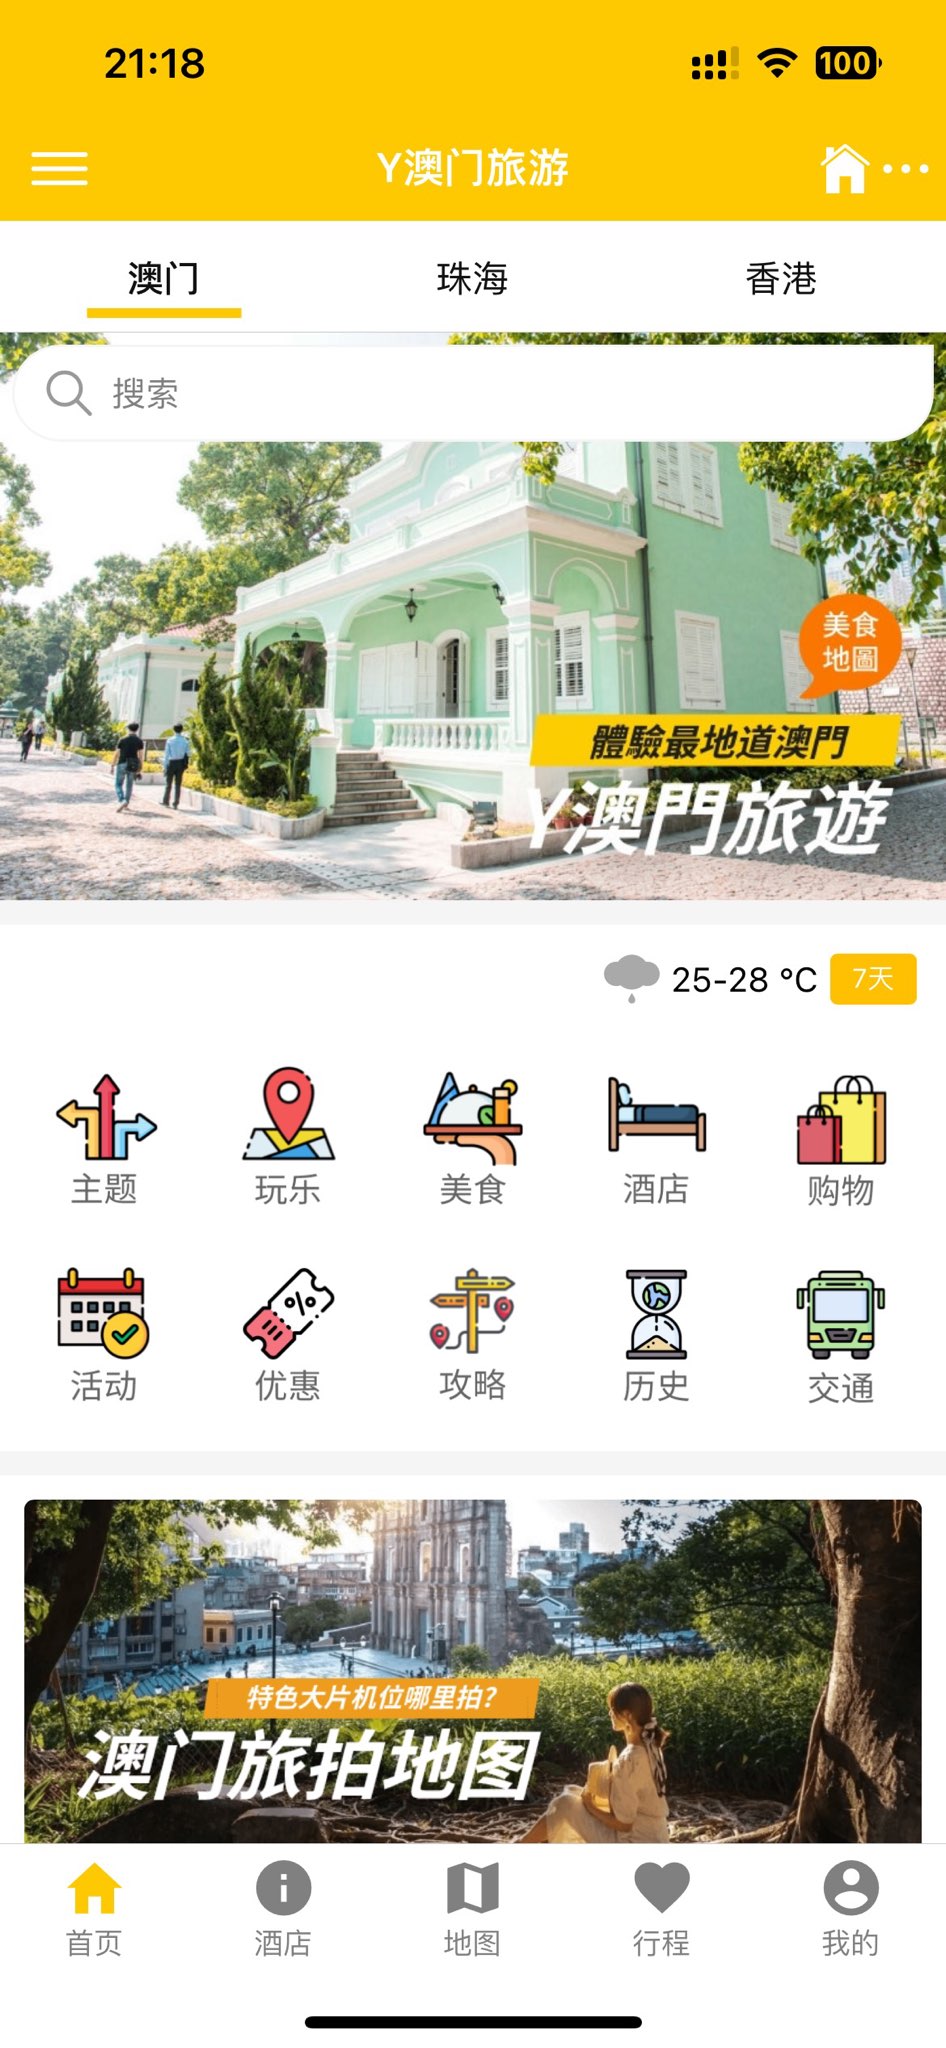 21:18
100
Y澳门旅游
澳门
珠海
香港
搜索
美食
地圖
體驗最地道澳門
Y澳門旅遊
25-28 °C
7天
主题
玩乐
美食
酒店
购物
活动
优惠
攻略
历史
交通
特色大片机位哪里拍?
澳门旅拍地图
首页
酒店
地图
行程
我的